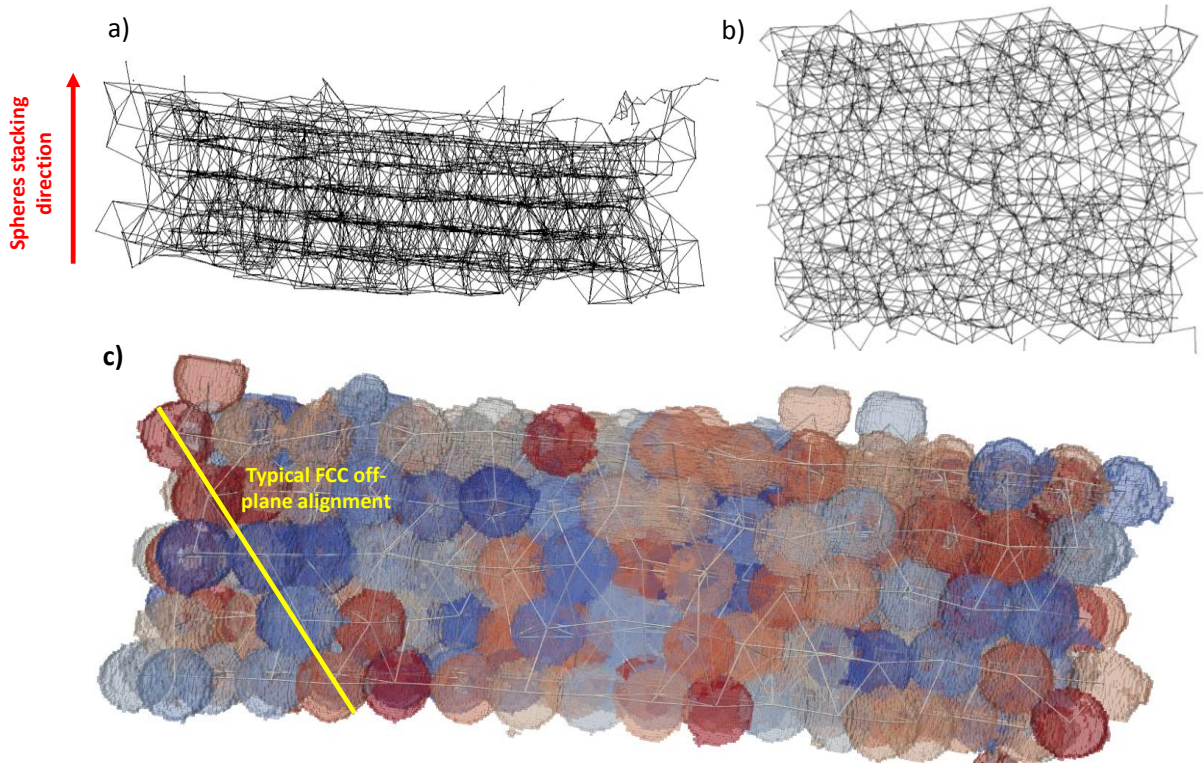 a)
b)
Spheres stacking
direction
c)
Typical FCC off-
plane alignment